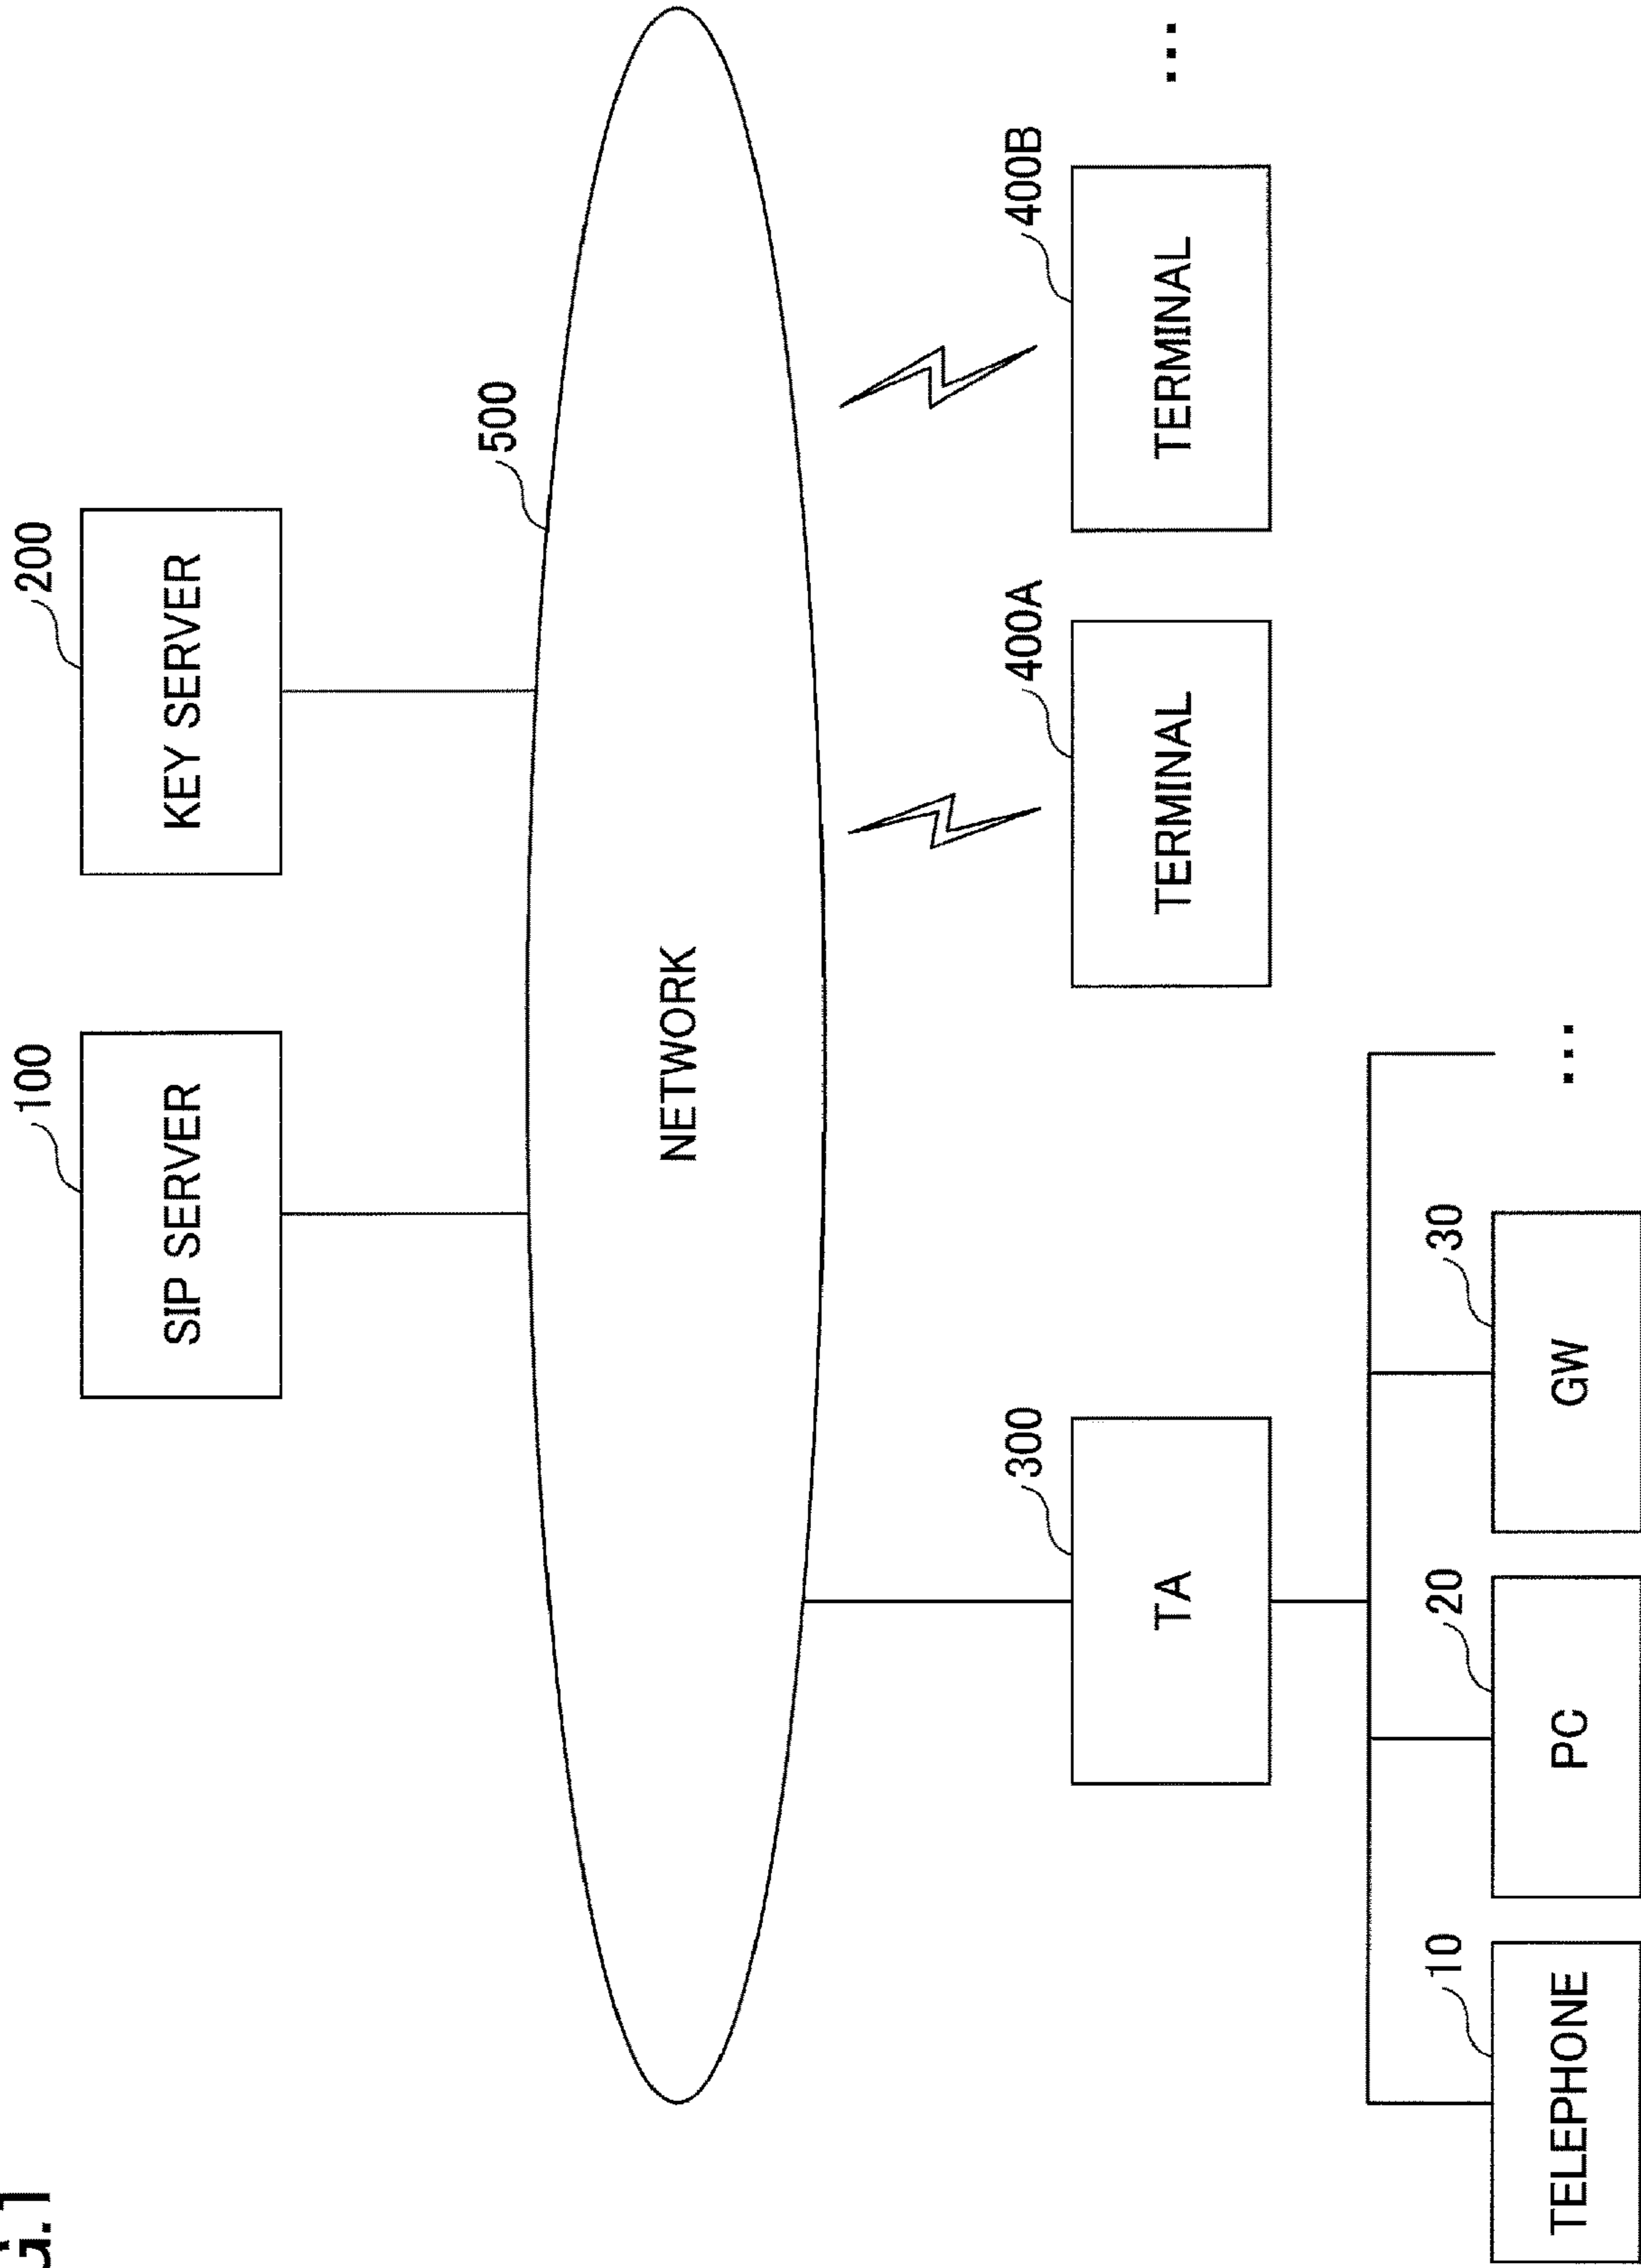 G.1
100
200
SIP SERVER
KEY SERVER
500
NETWORK
300
400A
400B
TA
TERMINAL
TERMINAL
...
10
20
30
TELEPHONE
PC
GW
...